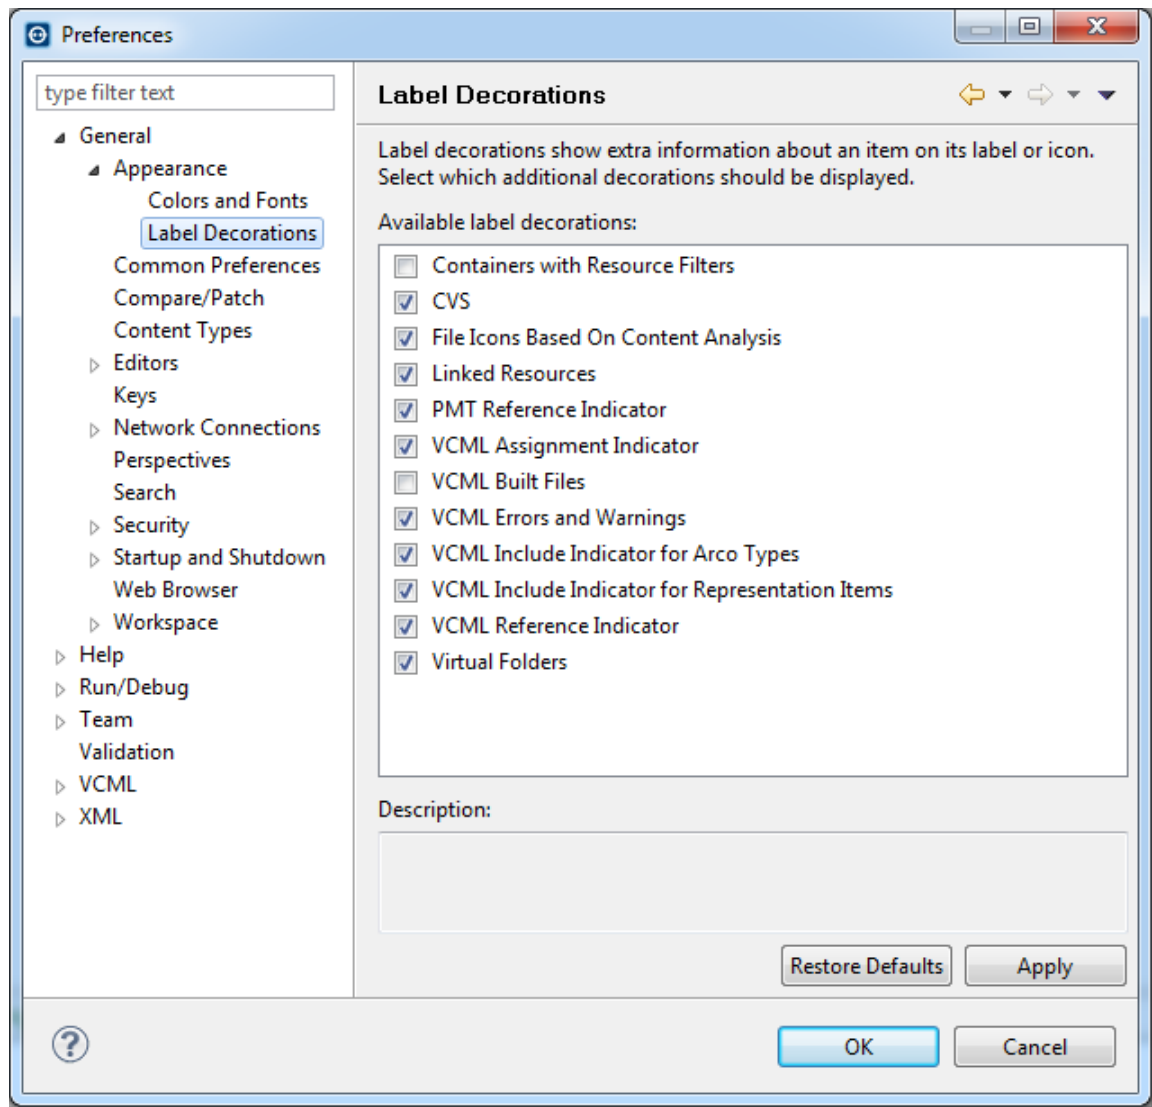 Preferences
type filter text
General
Appearance
Colors and Fonts
Label Decorations
Common Preferences
Compare/Patch
Content Types
Editors
Keys
Network Connections
Perspectives
Search
Security
Startup and Shutdown
Web Browser
Workspace
Help
Run/Debug
Team
Validation
VCML
XML
Label Decorations
Label decorations show extra information about an item on its label or icon.
Select which additional decorations should be displayed.
Available label decorations:
Containers with Resource Filters
CVS
File Icons Based On Content Analysis
Linked Resources
PMT Reference Indicator
VCML Assignment Indicator
VCML Built Files
VCML Errors and Warnings
VCML Include Indicator for Arco Types
VCML Include Indicator for Representation Items
VCML Reference Indicator
Virtual Folders
Description:
Restore Defaults
Apply
OK
Cancel